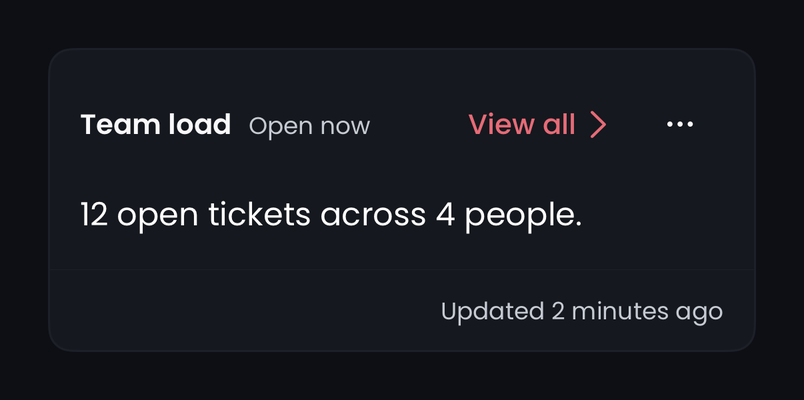 Team load Open now View all
12 open tickets across 4 people.
Updated 2 minutes ago